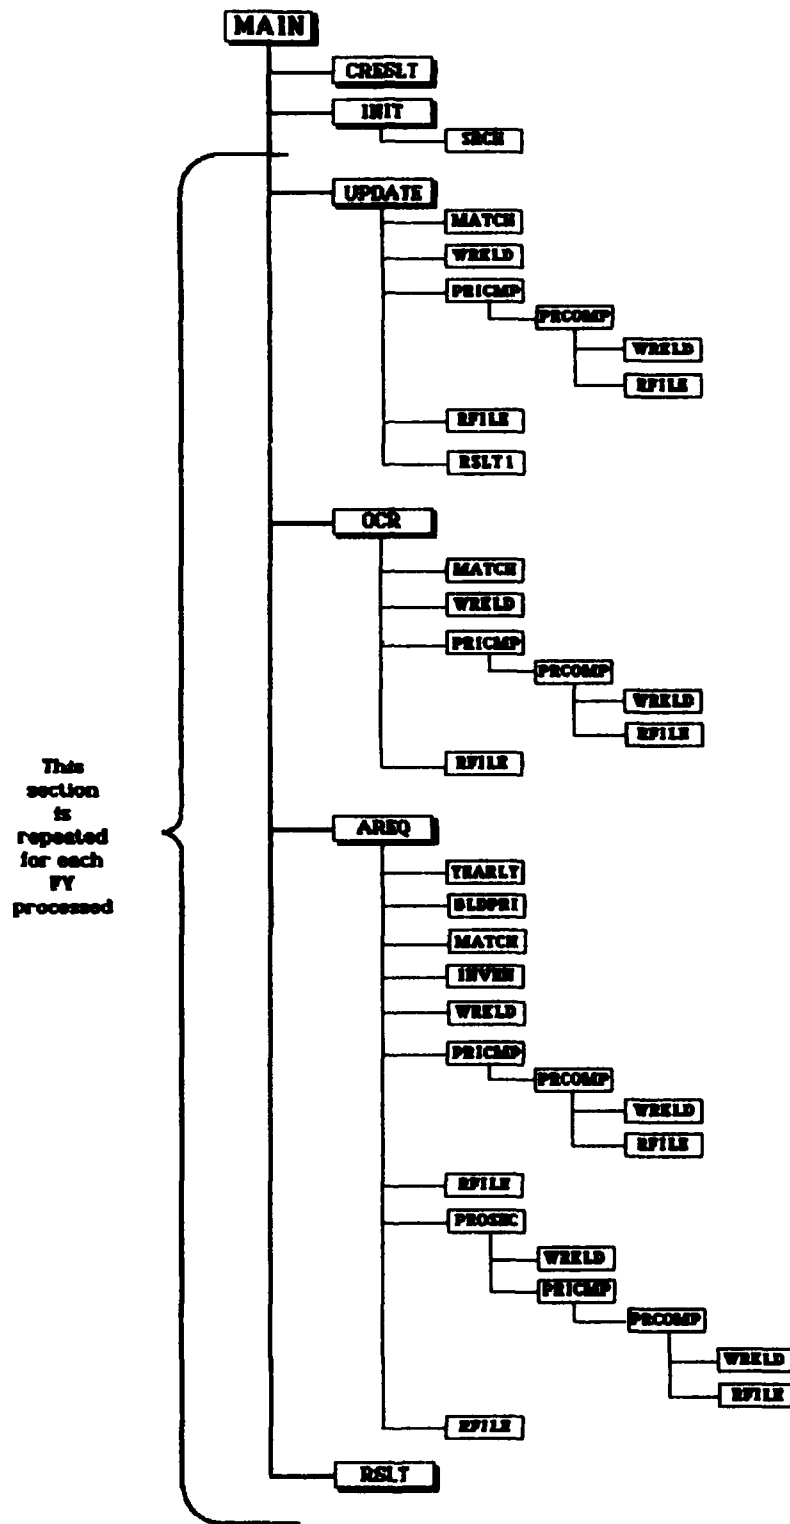 MAIN
CRESLT
INIT
SRCH
UPDATE
MATCH
WRKLD
PRICMP
PRCOMP
WRKLD
RFILE
RFILE
RSLT1
OCR
MATCH
WRKLD
PRICMP
PRCOMP
WRKLD
RFILE
RFILE
This
section
is
repeated
for each
FY
processed
AREQ
YEARLY
BLDPRI
MATCH
INVEN
WRKLD
PRICMP
PRCOMP
WRKLD
RFILE
RFILE
PROSEC
WRKLD
PRICMP
PRCOMP
WRKLD
RFILE
RFILE
RSLT